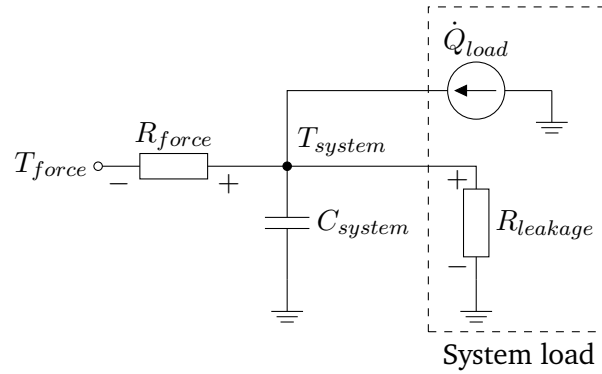 Q̇_load
R_force
T_system
T_force
− +
+
C_system
R_leakage
−
System load